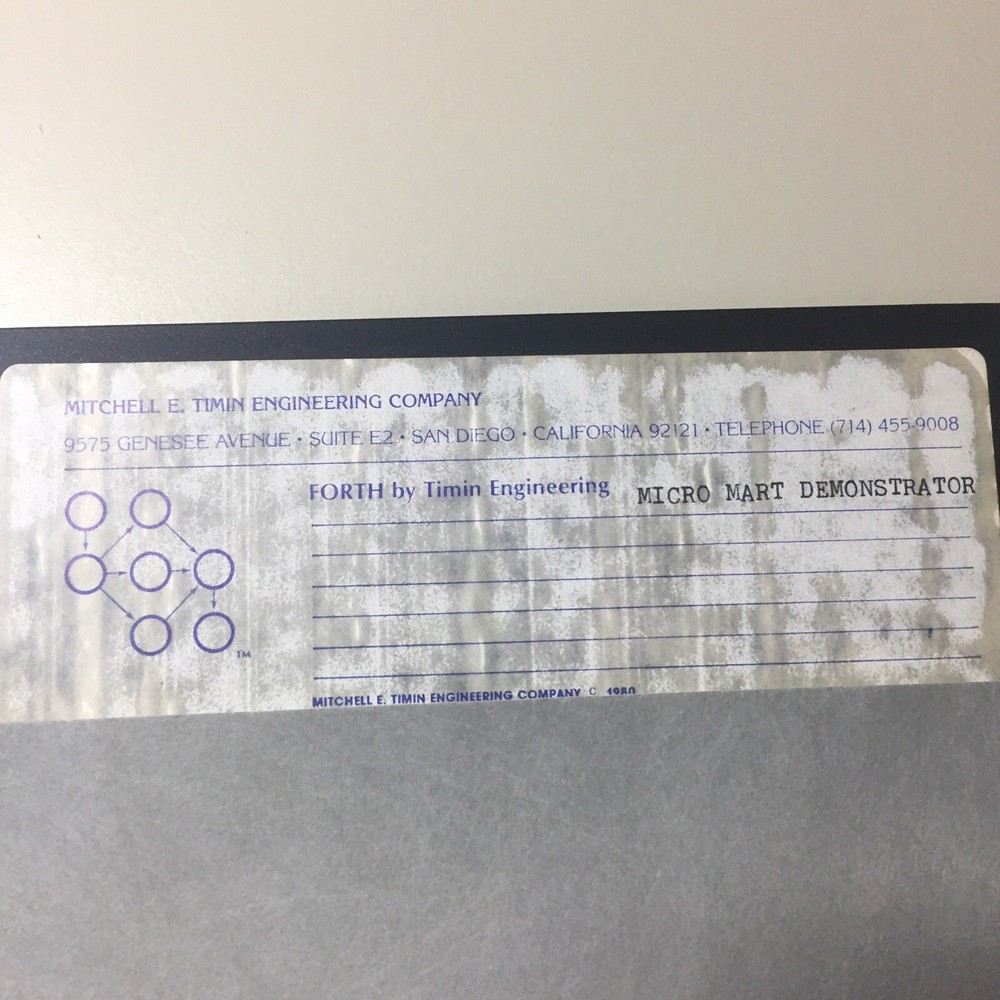 MITCHELL E. TIMIN ENGINEERING COMPANY
9575 GENESEE AVENUE • SUITE E2 • SAN DIEGO • CALIFORNIA 92121 • TELEPHONE (714) 455-9008
FORTH by Timin Engineering MICRO MART DEMONSTRATOR
TM
MITCHELL E. TIMIN ENGINEERING COMPANY C 1980